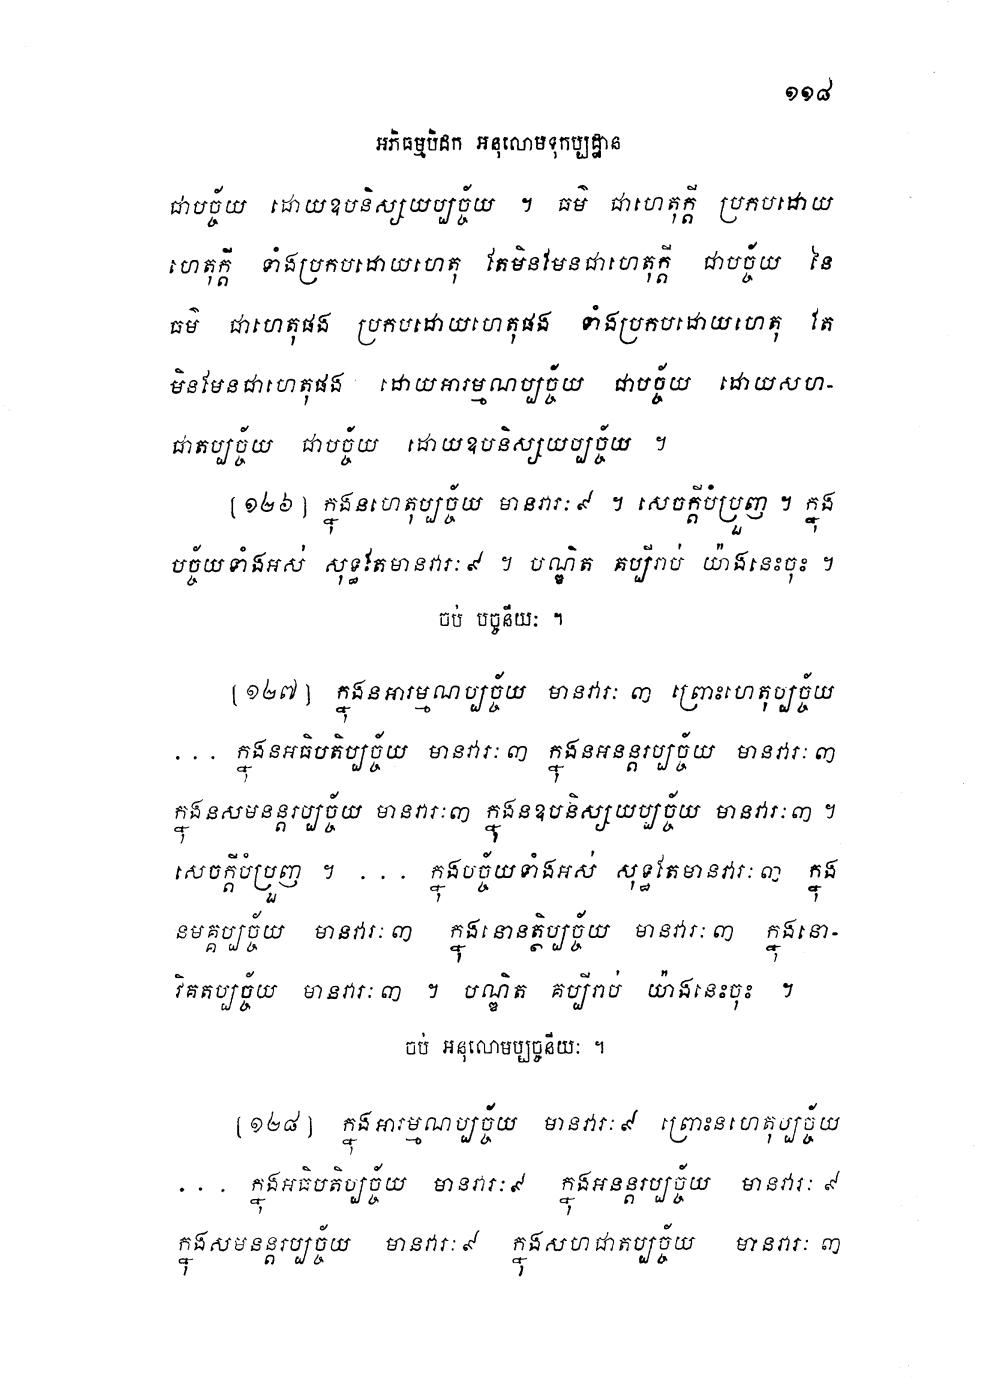 ១១៨
អភិធម្មបិដក អនុលោមទុកប្បដ្ឋាន
ជាបច្ច័យ ដោយឧបនិស្សយប្បច្ច័យ ។ ធម៌ ជាហេតុក្តី ប្រកបដោយ
ហេតុក្តី ទាំងប្រកបដោយហេតុ តែមិនមែនជាហេតុក្តី ជាបច្ច័យ នៃ
ធម៌ ជាហេតុផង ប្រកបដោយហេតុផង ទាំងប្រកបដោយហេតុ តែ
មិនមែនជាហេតុផង ដោយអារម្មណប្បច្ច័យ ជាបច្ច័យ ដោយសហ-
ជាតប្បច្ច័យ ជាបច្ច័យ ដោយឧបនិស្សយប្បច្ច័យ ។
[១២៦] ក្នុងនហេតុប្បច្ច័យ មានវារៈ៩ ។ សេចក្តីបំប្រួញ ។ ក្នុង
បច្ច័យទាំងអស់ សុទ្ធតែមានវារៈ៩ ។ បណ្ឌិត គប្បីរាប់ យ៉ាងនេះចុះ ។
ចប់ បច្ចនីយៈ ។
[១២៧] ក្នុងនអារម្មណប្បច្ច័យ មានវារៈ ៣ ព្រោះហេតុប្បច្ច័យ
... ក្នុងនអធិបតិប្បច្ច័យ មានវារៈ៣ ក្នុងនអនន្តរប្បច្ច័យ មានវារៈ៣
ក្នុងនសមនន្តរប្បច្ច័យ មានវារៈ៣ ក្នុងនឧបនិស្សយប្បច្ច័យ មានវារៈ៣ ។
សេចក្តីបំប្រួញ ។ ... ក្នុងបច្ច័យទាំងអស់ សុទ្ធតែមានវារៈ៣ ក្នុង
នមគ្គប្បច្ច័យ មានវារៈ៣ ក្នុងនោនត្ថិប្បច្ច័យ មានវារៈ៣ ក្នុងនោ-
វិគតប្បច្ច័យ មានវារៈ៣ ។ បណ្ឌិត គប្បីរាប់ យ៉ាងនេះចុះ ។
ចប់ អនុលោមប្បច្ចនីយៈ ។
[១២៨] ក្នុងអារម្មណប្បច្ច័យ មានវារៈ៩ ព្រោះនហេតុប្បច្ច័យ
... ក្នុងអធិបតិប្បច្ច័យ មានវារៈ៩ ក្នុងអនន្តរប្បច្ច័យ មានវារៈ ៩
ក្នុងសមនន្តរប្បច្ច័យ មានវារៈ៩ ក្នុងសហជាតប្បច្ច័យ មានវារៈ ៣